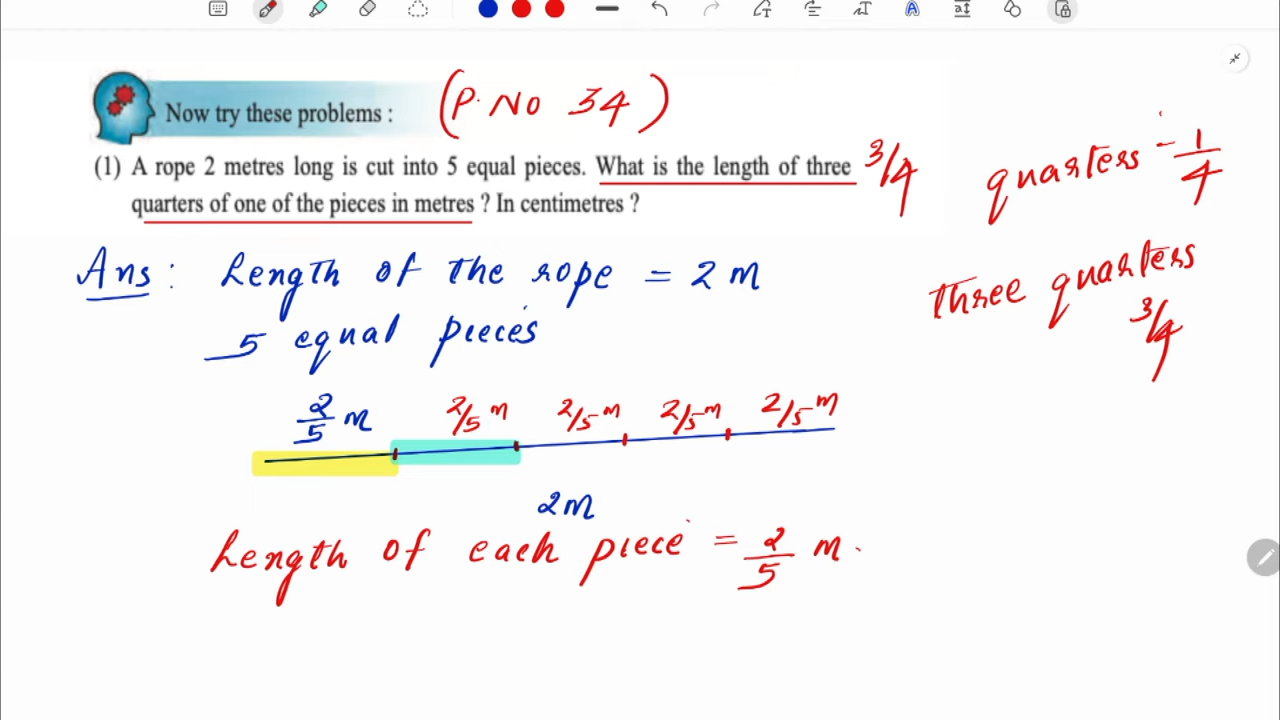 Now try these problems : (P. No 34)
(1) A rope 2 metres long is cut into 5 equal pieces. What is the length of three 3/4
quarters of one of the pieces in metres ? In centimetres ?
quarters - 1/4
three quarters
3/4
Ans : Length of the rope = 2 m
5 equal pieces
2/5 m 2/5 m 2/5 m 2/5 m 2/5 m
2m
Length of each piece = 2/5 m.